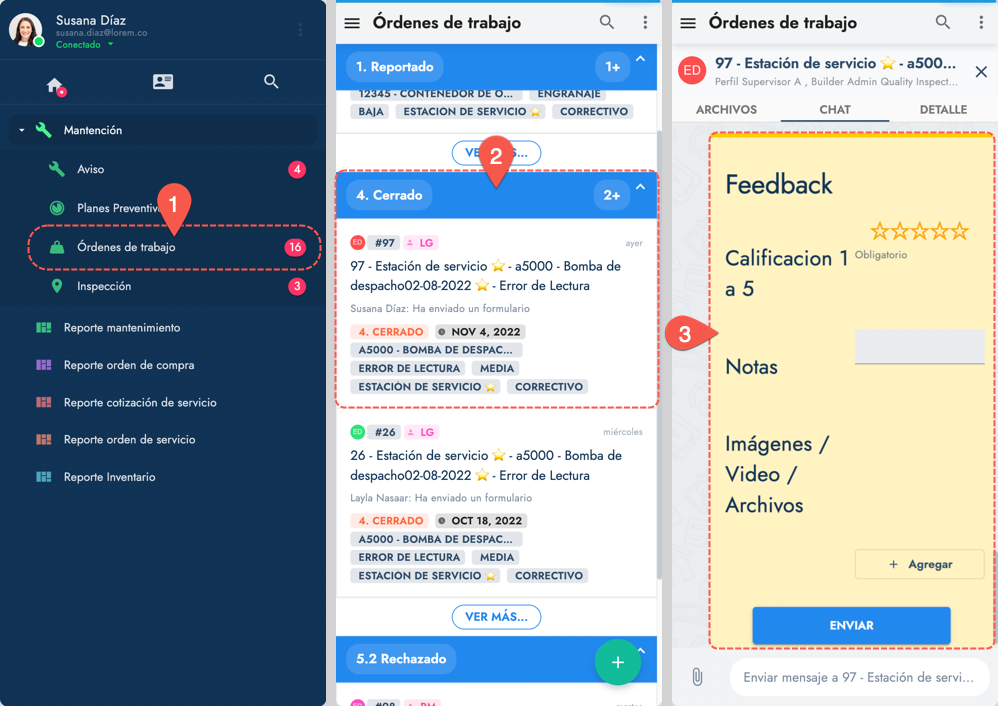 Susana Díaz
susana.diaz@lorem.co
Conectado
Mantención
Aviso
4
Planes Preventiv
1
Órdenes de trabajo
16
Inspección
3
Reporte mantenimiento
Reporte orden de compra
Reporte cotización de servicio
Reporte orden de servicio
Reporte Inventario
Órdenes de trabajo
1. Reportado
1+
12345 - CONTENEDOR DE O... ENGRANAJE
BAJA ESTACION DE SERVICIO ⭐ CORRECTIVO
VE S...
2
4. Cerrado
2+
ED #97 LG
ayer
97 - Estación de servicio ⭐ - a5000 - Bomba de
despacho02-08-2022 ⭐ - Error de Lectura
Susana Díaz: Ha enviado un formulario
4. CERRADO NOV 4, 2022
A5000 - BOMBA DE DESPAC...
ERROR DE LECTURA MEDIA
ESTACIÓN DE SERVICIO ⭐ CORRECTIVO
ED #26 LG
miércoles
26 - Estación de servicio ⭐ - a5000 - Bomba de
despacho02-08-2022 ⭐ - Error de Lectura
Layla Nasaar: Ha enviado un formulario
4. CERRADO OCT 18, 2022
A5000 - BOMBA DE DESPAC...
ERROR DE LECTURA MEDIA
ESTACIÓN DE SERVICIO ⭐ CORRECTIVO
VER MÁS...
5.2 Rechazado
+
#98
Órdenes de trabajo
ED
97 - Estación de servicio ⭐ - a500...
Perfil Supervisor A , Builder Admin Quality Inspect...
ARCHIVOS CHAT DETALLE
Feedback
Calificacion 1
a 5
Obligatorio
3
Notas
Imágenes /
Video /
Archivos
+ Agregar
ENVIAR
Enviar mensaje a 97 - Estación de servi...